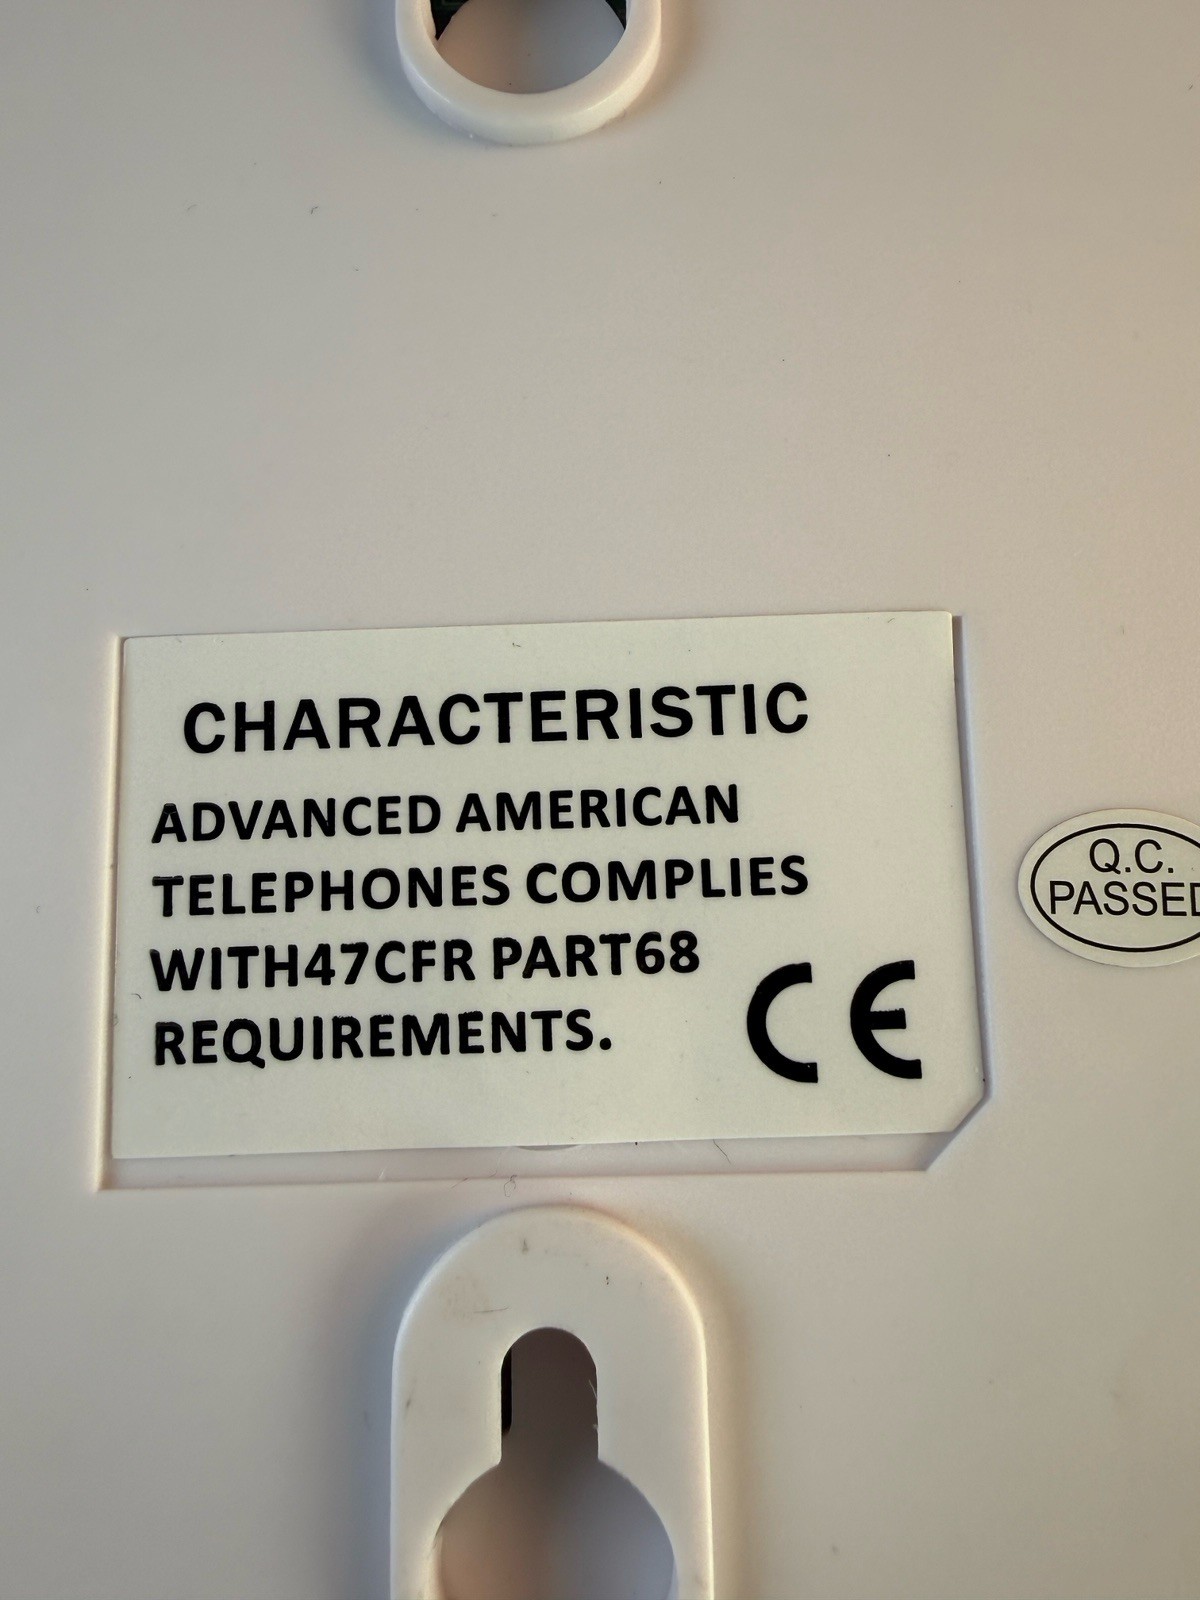 CHARACTERISTIC
ADVANCED AMERICAN
TELEPHONES COMPLIES
WITH47CFR PART68
REQUIREMENTS.
CE
Q.C.
PASSED